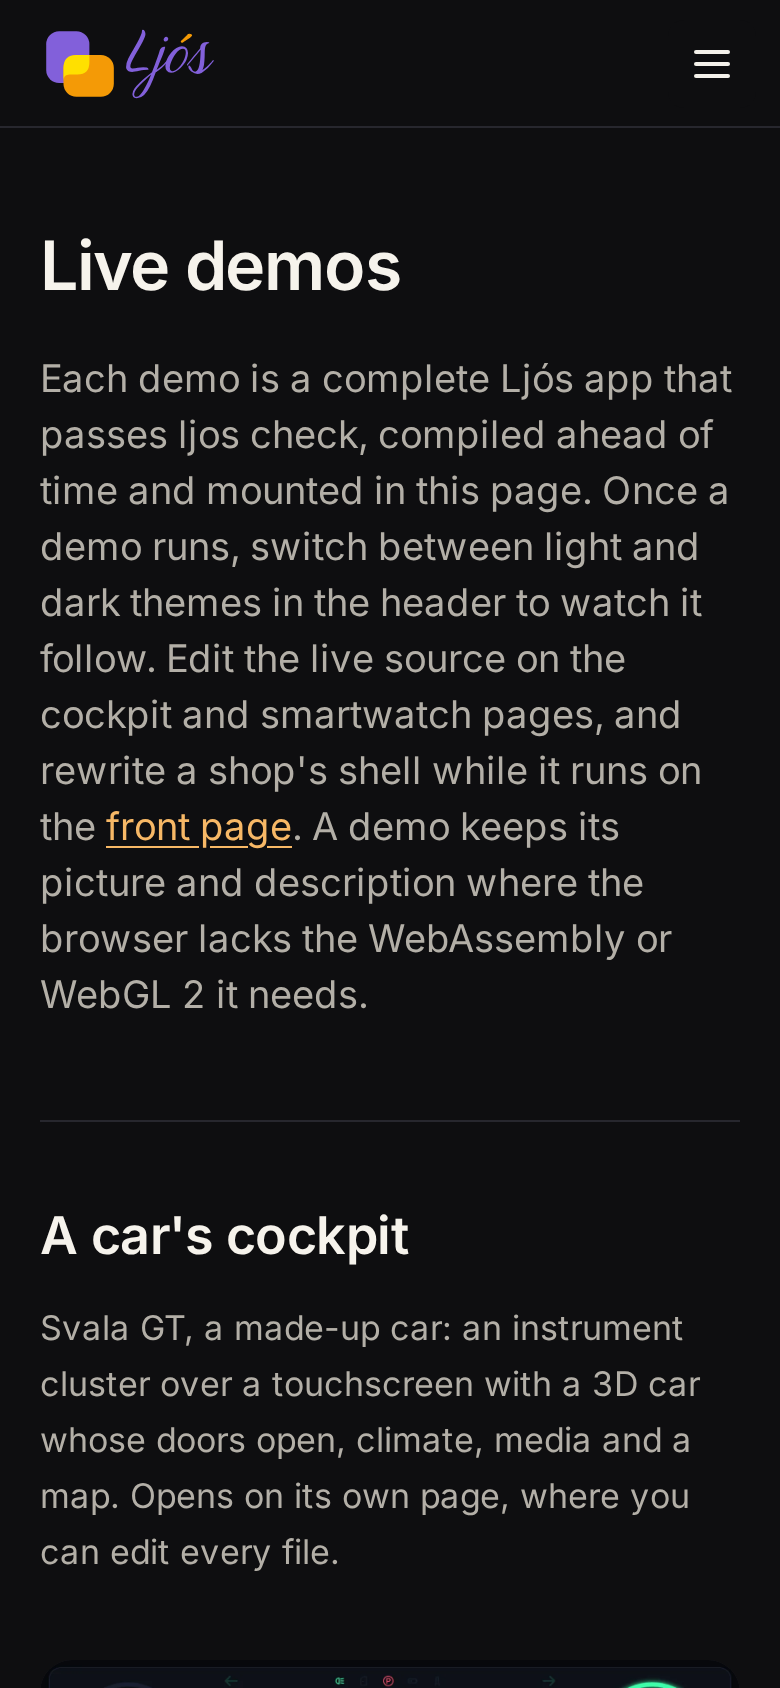 Ljós
Live demos
Each demo is a complete Ljós app that
passes ljos check, compiled ahead of
time and mounted in this page. Once a
demo runs, switch between light and
dark themes in the header to watch it
follow. Edit the live source on the
cockpit and smartwatch pages, and
rewrite a shop's shell while it runs on
the front page. A demo keeps its
picture and description where the
browser lacks the WebAssembly or
WebGL 2 it needs.
A car's cockpit
Svala GT, a made-up car: an instrument
cluster over a touchscreen with a 3D car
whose doors open, climate, media and a
map. Opens on its own page, where you
can edit every file.